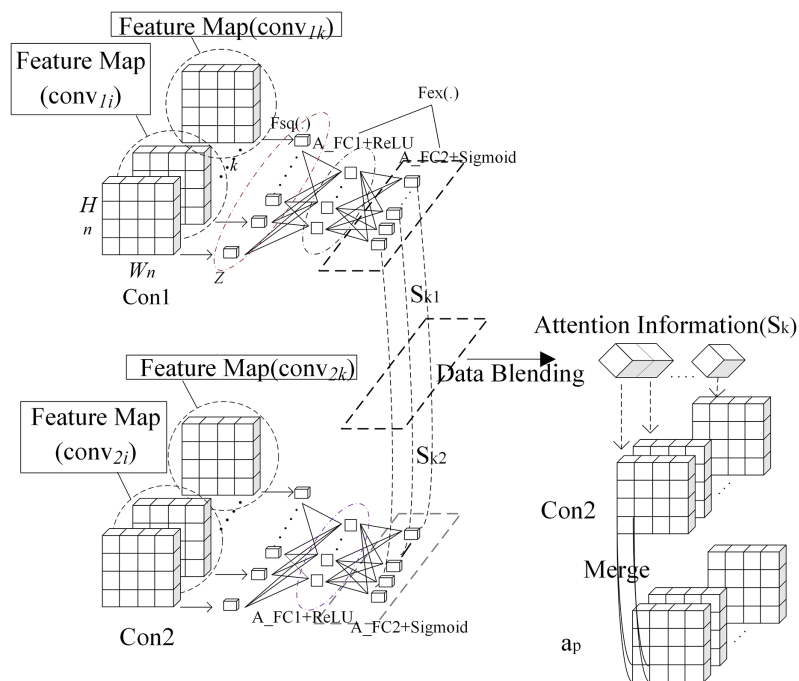 Feature Map(conv1k)
Feature Map
(conv1i)
Fsq(.)
Fex(.)
A_FC1+ReLU
A_FC2+Sigmoid
k
H
n
Wn
Z
Con1
Sk1
Attention Information(Sk)
Data Blending
Feature Map(conv2k)
Feature Map
(conv2i)
Sk2
Con2
Merge
A_FC1+ReLU
A_FC2+Sigmoid
Con2
ap